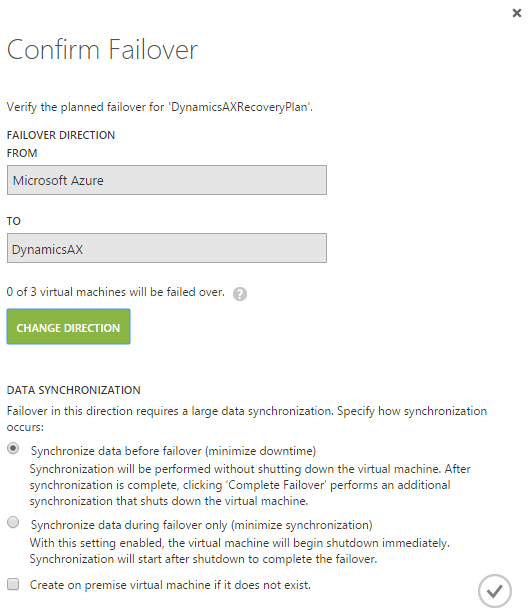 Confirm Failover
Verify the planned failover for 'DynamicsAXRecoveryPlan'.
FAILOVER DIRECTION
FROM
Microsoft Azure
TO
DynamicsAX
0 of 3 virtual machines will be failed over. ?
CHANGE DIRECTION
DATA SYNCHRONIZATION
Failover in this direction requires a large data synchronization. Specify how synchronization
occurs:
Synchronize data before failover (minimize downtime)
Synchronization will be performed without shutting down the virtual machine. After
synchronization is complete, clicking 'Complete Failover' performs an additional
synchronization that shuts down the virtual machine.
Synchronize data during failover only (minimize synchronization)
With this setting enabled, the virtual machine will begin shutdown immediately.
Synchronization will start after shutdown to complete the failover.
Create on premise virtual machine if it does not exist.